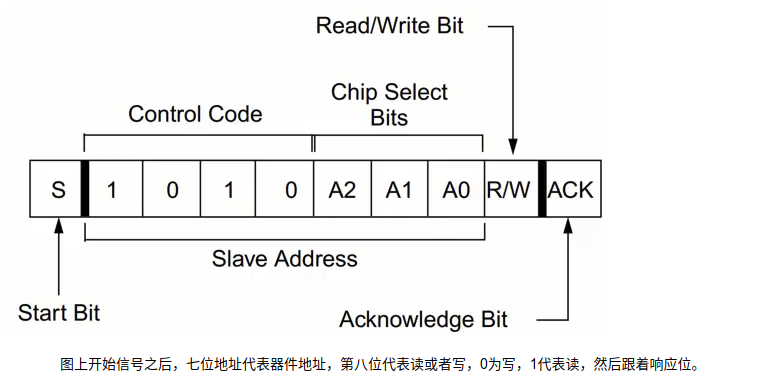 Read/Write Bit
Chip Select
Bits
Control Code
S 1 0 1 0 A2 A1 A0 R/W ACK
Slave Address
Start Bit
Acknowledge Bit
图上开始信号之后，七位地址代表器件地址，第八位代表读或者写，0为写，1代表读，然后跟着响应位。